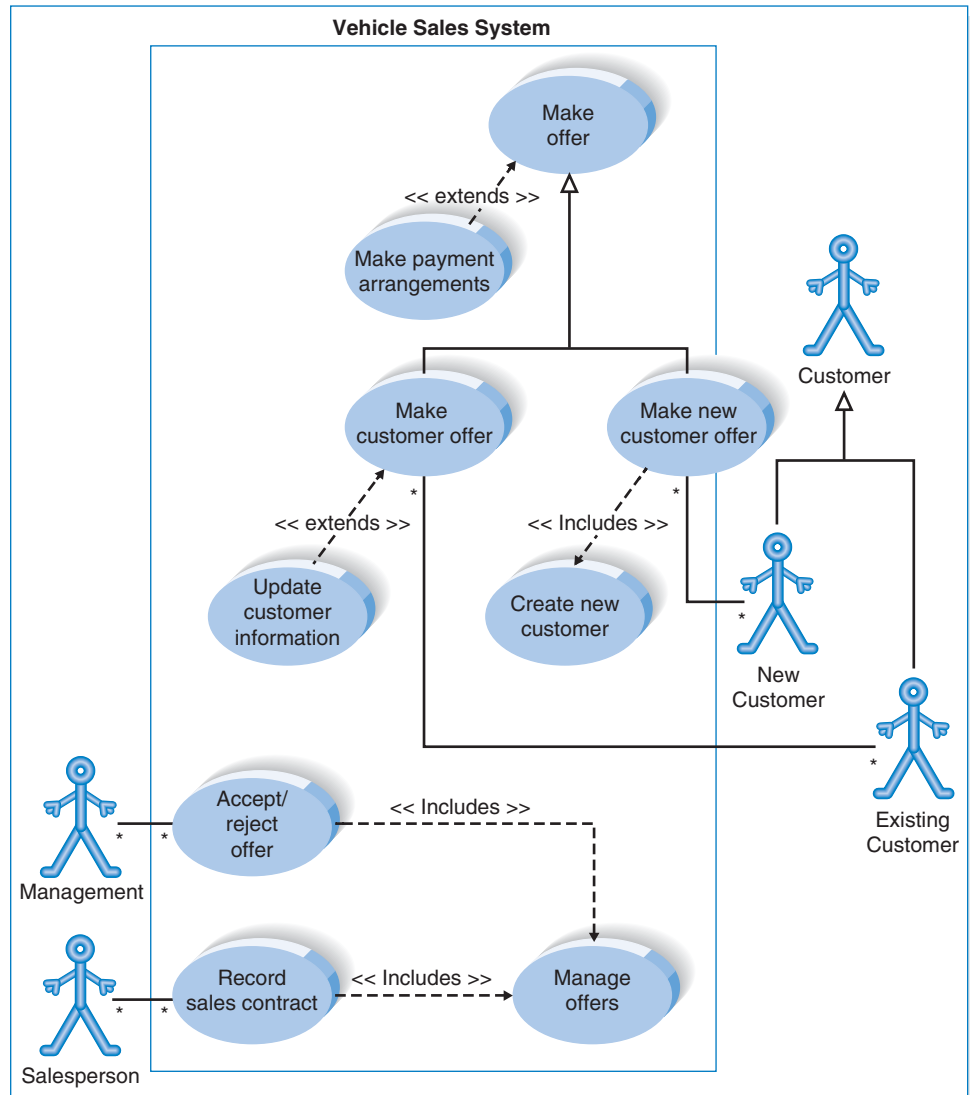 Vehicle Sales System
Make
offer
<< extends >>
Make payment
arrangements
Customer
Make
customer offer
Make new
customer offer
*
*
<< extends >>
<< Includes >>
Update
customer
information
Create new
customer
*
New
Customer
*
Existing
Customer
Accept/
reject
offer
<< Includes >>
*
*
Management
Record
sales contract
<< Includes >>
Manage
offers
*
*
Salesperson